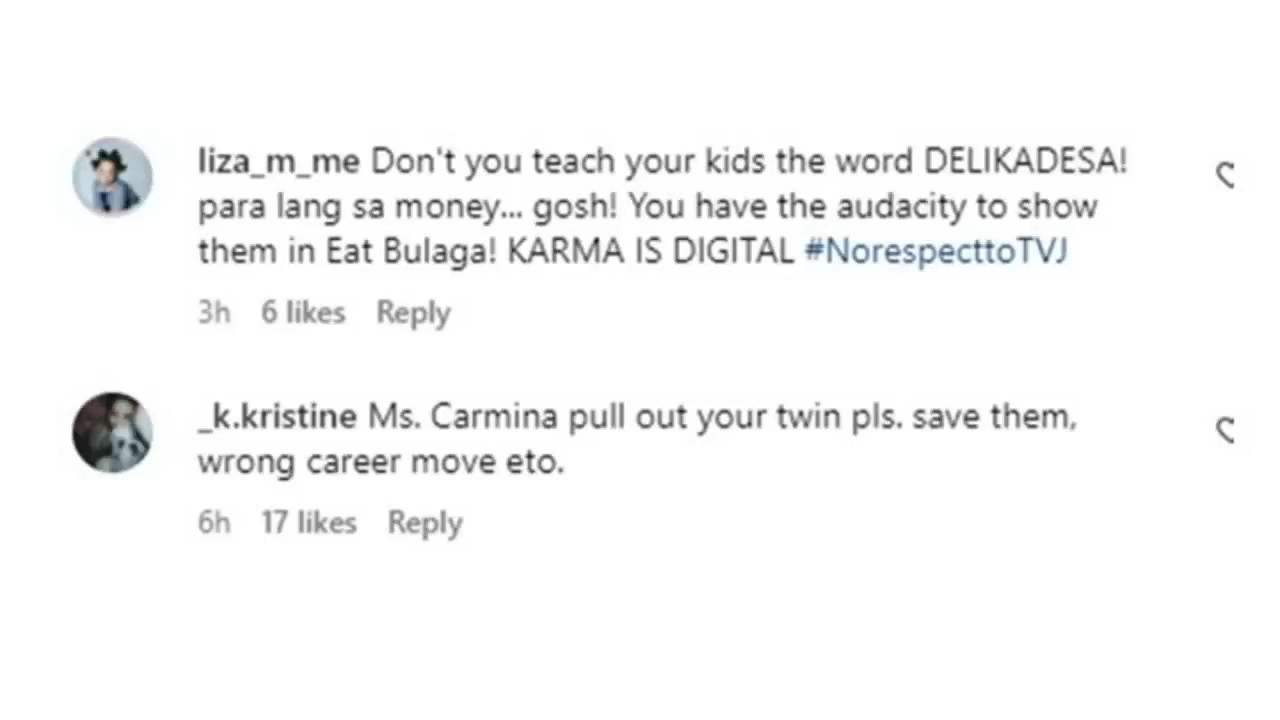 liza_m_me Don't you teach your kids the word DELIKADESA!
para lang sa money... gosh! You have the audacity to show
them in Eat Bulaga! KARMA IS DIGITAL #NorespecttoTVJ
3h 6 likes Reply
_k.kristine Ms. Carmina pull out your twin pls. save them,
wrong career move eto.
6h 17 likes Reply